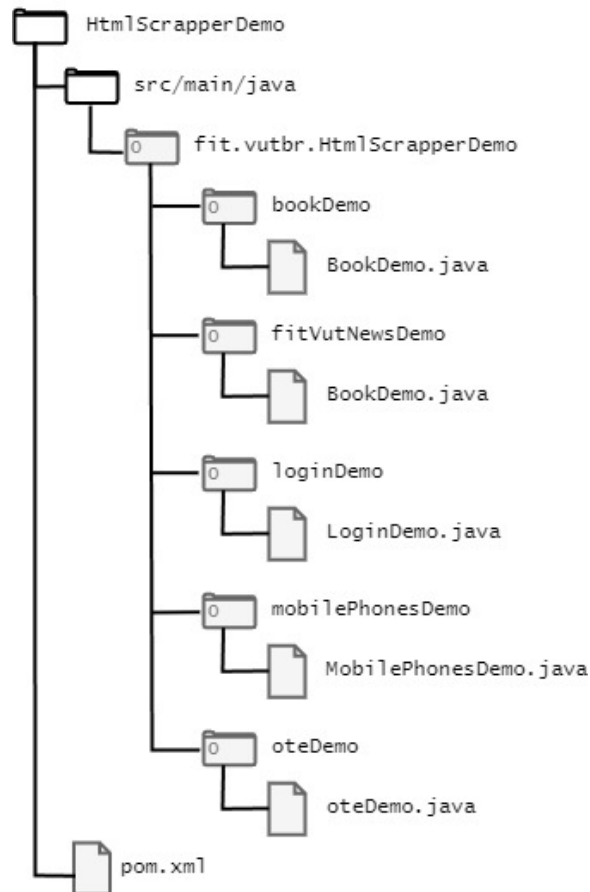 HtmlScrapperDemo
src/main/java
fit.vutbr.HtmlScrapperDemo
bookDemo
BookDemo.java
fitVutNewsDemo
BookDemo.java
loginDemo
LoginDemo.java
mobilePhonesDemo
MobilePhonesDemo.java
oteDemo
oteDemo.java
pom.xml